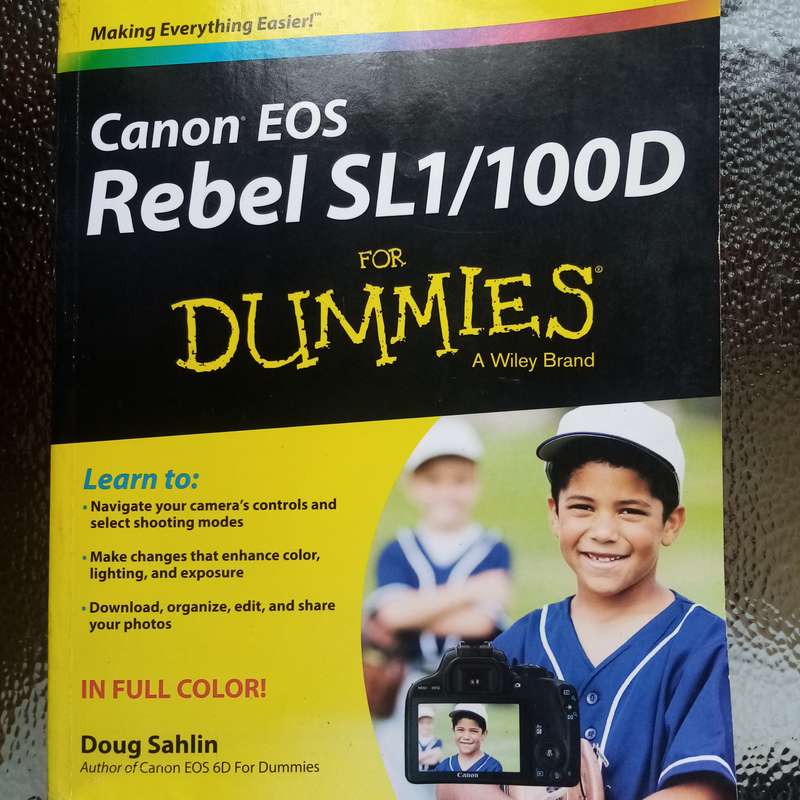 Making Everything Easier!™
Canon® EOS
Rebel SL1/100D
FOR
DUMMIES®
A Wiley Brand
Learn to:
• Navigate your camera's controls and
select shooting modes
• Make changes that enhance color,
lighting, and exposure
• Download, organize, edit, and share
your photos
IN FULL COLOR!
Doug Sahlin
Author of Canon EOS 6D For Dummies
Canon